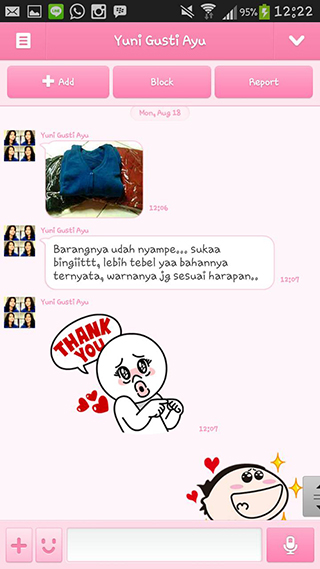 95% 12:22
Yuni Gusti Ayu
Add Block Report
Mon, Aug 18
Yuni Gusti Ayu
12:06
Yuni Gusti Ayu
Barangnya udah nyampe... sukaa
bingiittt, lebih tebel yaa bahannya
ternyata, warnanya jg sesuai harapan..
12:07
Yuni Gusti Ayu
THANK
YOU
12:07